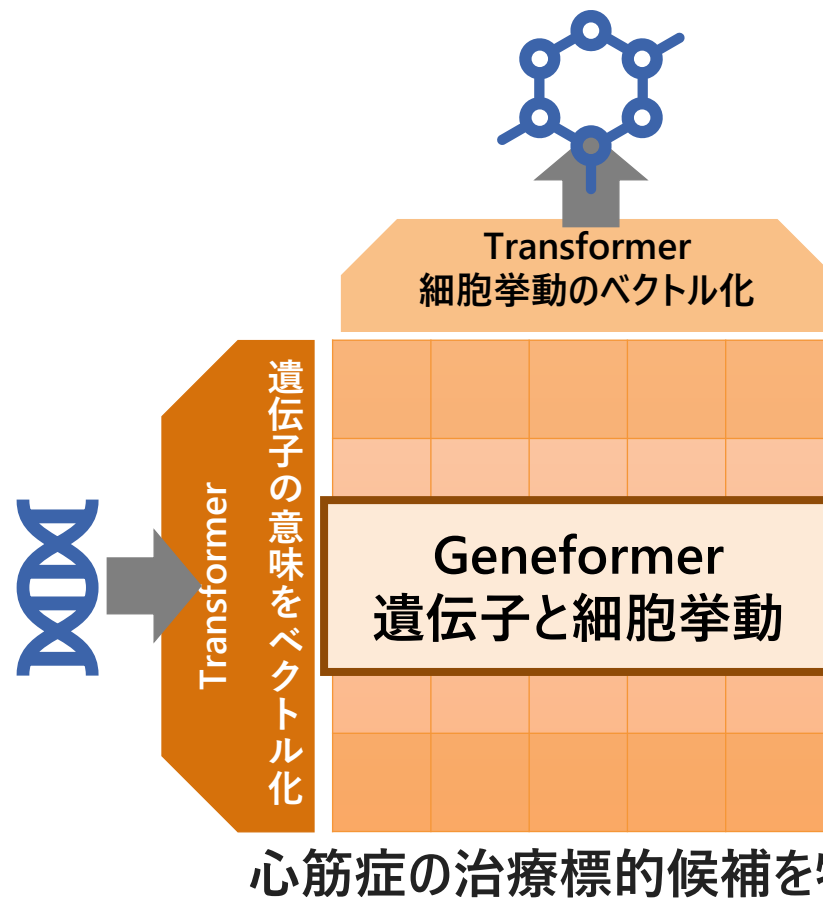 Transformer
細胞挙動のベクトル化
遺伝子の意味をベクトル化
Transformer
Geneformer
遺伝子と細胞挙動
心筋症の治療標的候補を